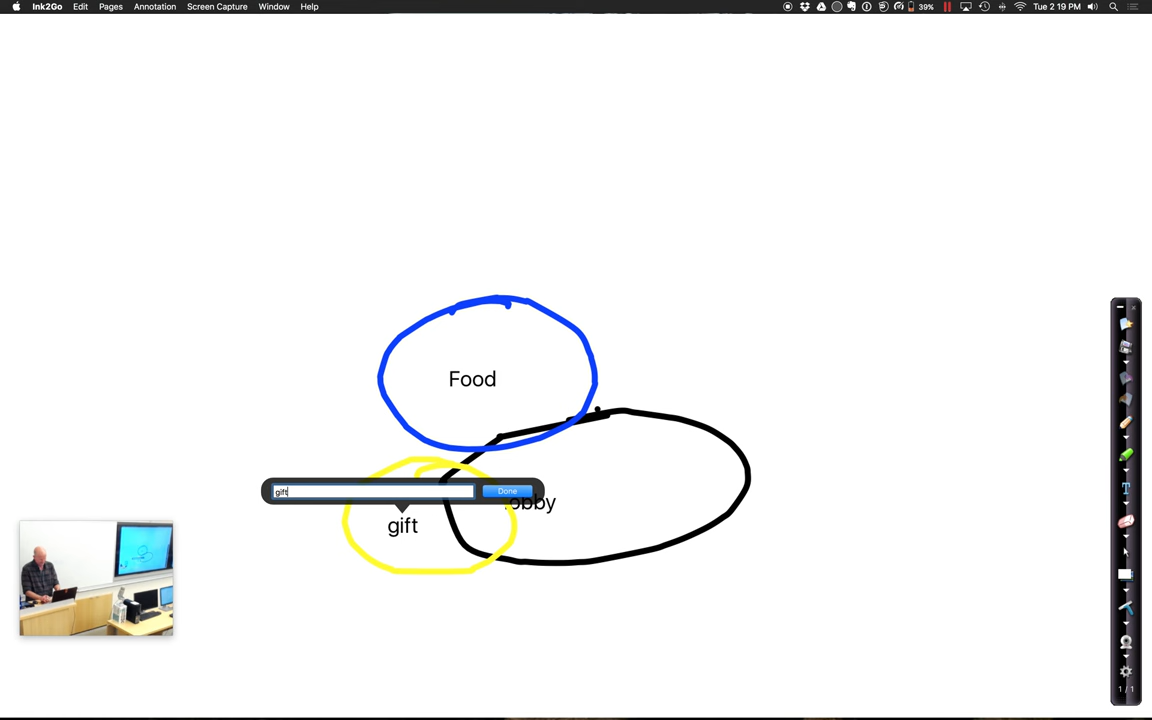 Ink2Go Edit Pages Annotation Screen Capture Window Help 39% Tue 2 19 PM
Food
gift Done
obby
gift
1 / 1